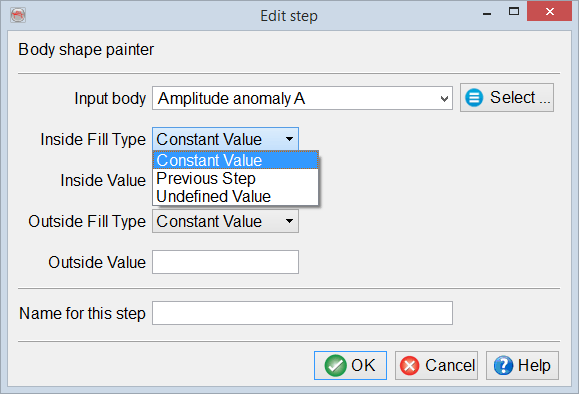 Edit step
Body shape painter
Input body Amplitude anomaly A Select ...
Inside Fill Type Constant Value
Constant Value
Inside Value Previous Step
Undefined Value
Outside Fill Type Constant Value
Outside Value
Name for this step
OK Cancel Help